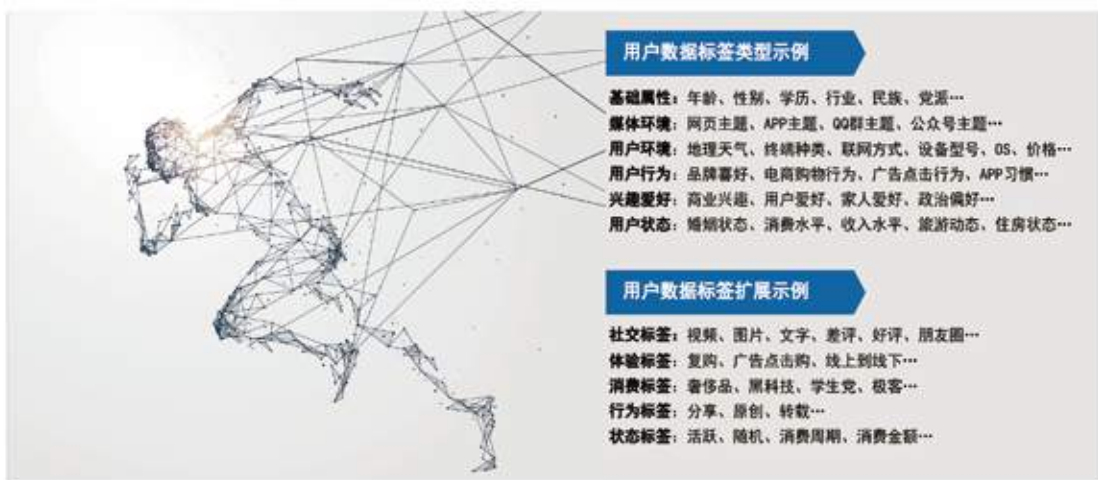 用户数据标签类型示例
基础属性：年龄、性别、学历、行业、民族、党派…
媒体环境：网页主题、APP主题、QQ群主题、公众号主题…
用户环境：地理天气、终端种类、联网方式、设备型号、OS、价格…
用户行为：品牌喜好、电商购物行为、广告点击行为、APP习惯…
兴趣爱好：商业兴趣、用户爱好、家人爱好、政治偏好…
用户状态：婚姻状态、消费水平、收入水平、旅游动态、住房状态…
用户数据标签扩展示例
社交标签：视频、图片、文字、差评、好评、朋友圈…
体验标签：复购、广告点击购、线上到线下…
消费标签：奢侈品、黑科技、学生党、极客…
行为标签：分享、原创、转载…
状态标签：活跃、随机、消费周期、消费金额…